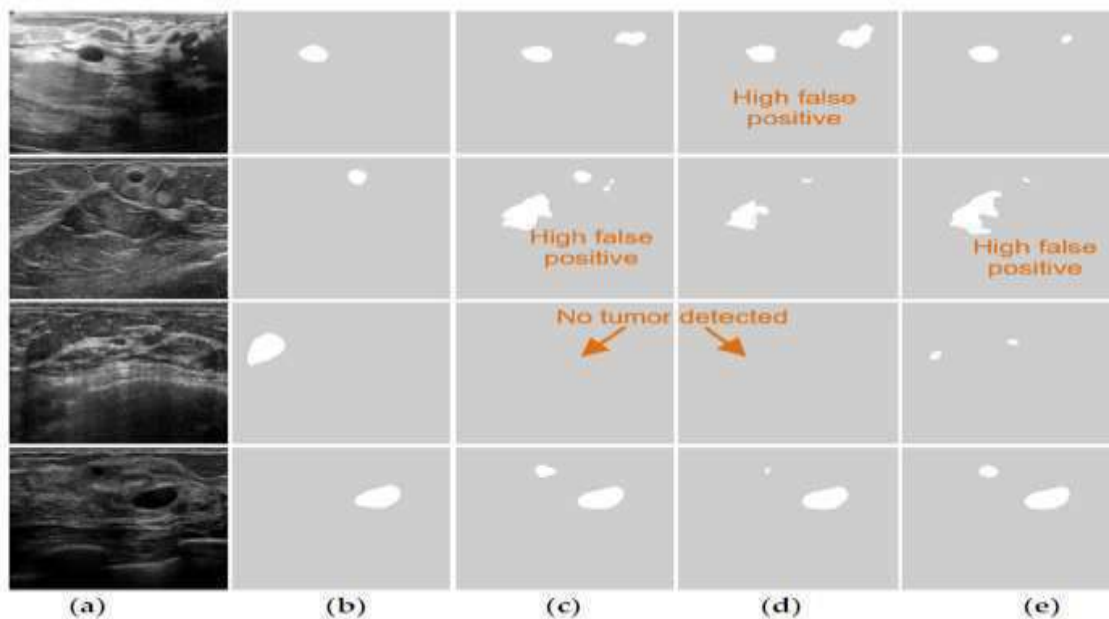 High false
positive
High false
positive
High false
positive
No tumor detected
(a) (b) (c) (d) (e)